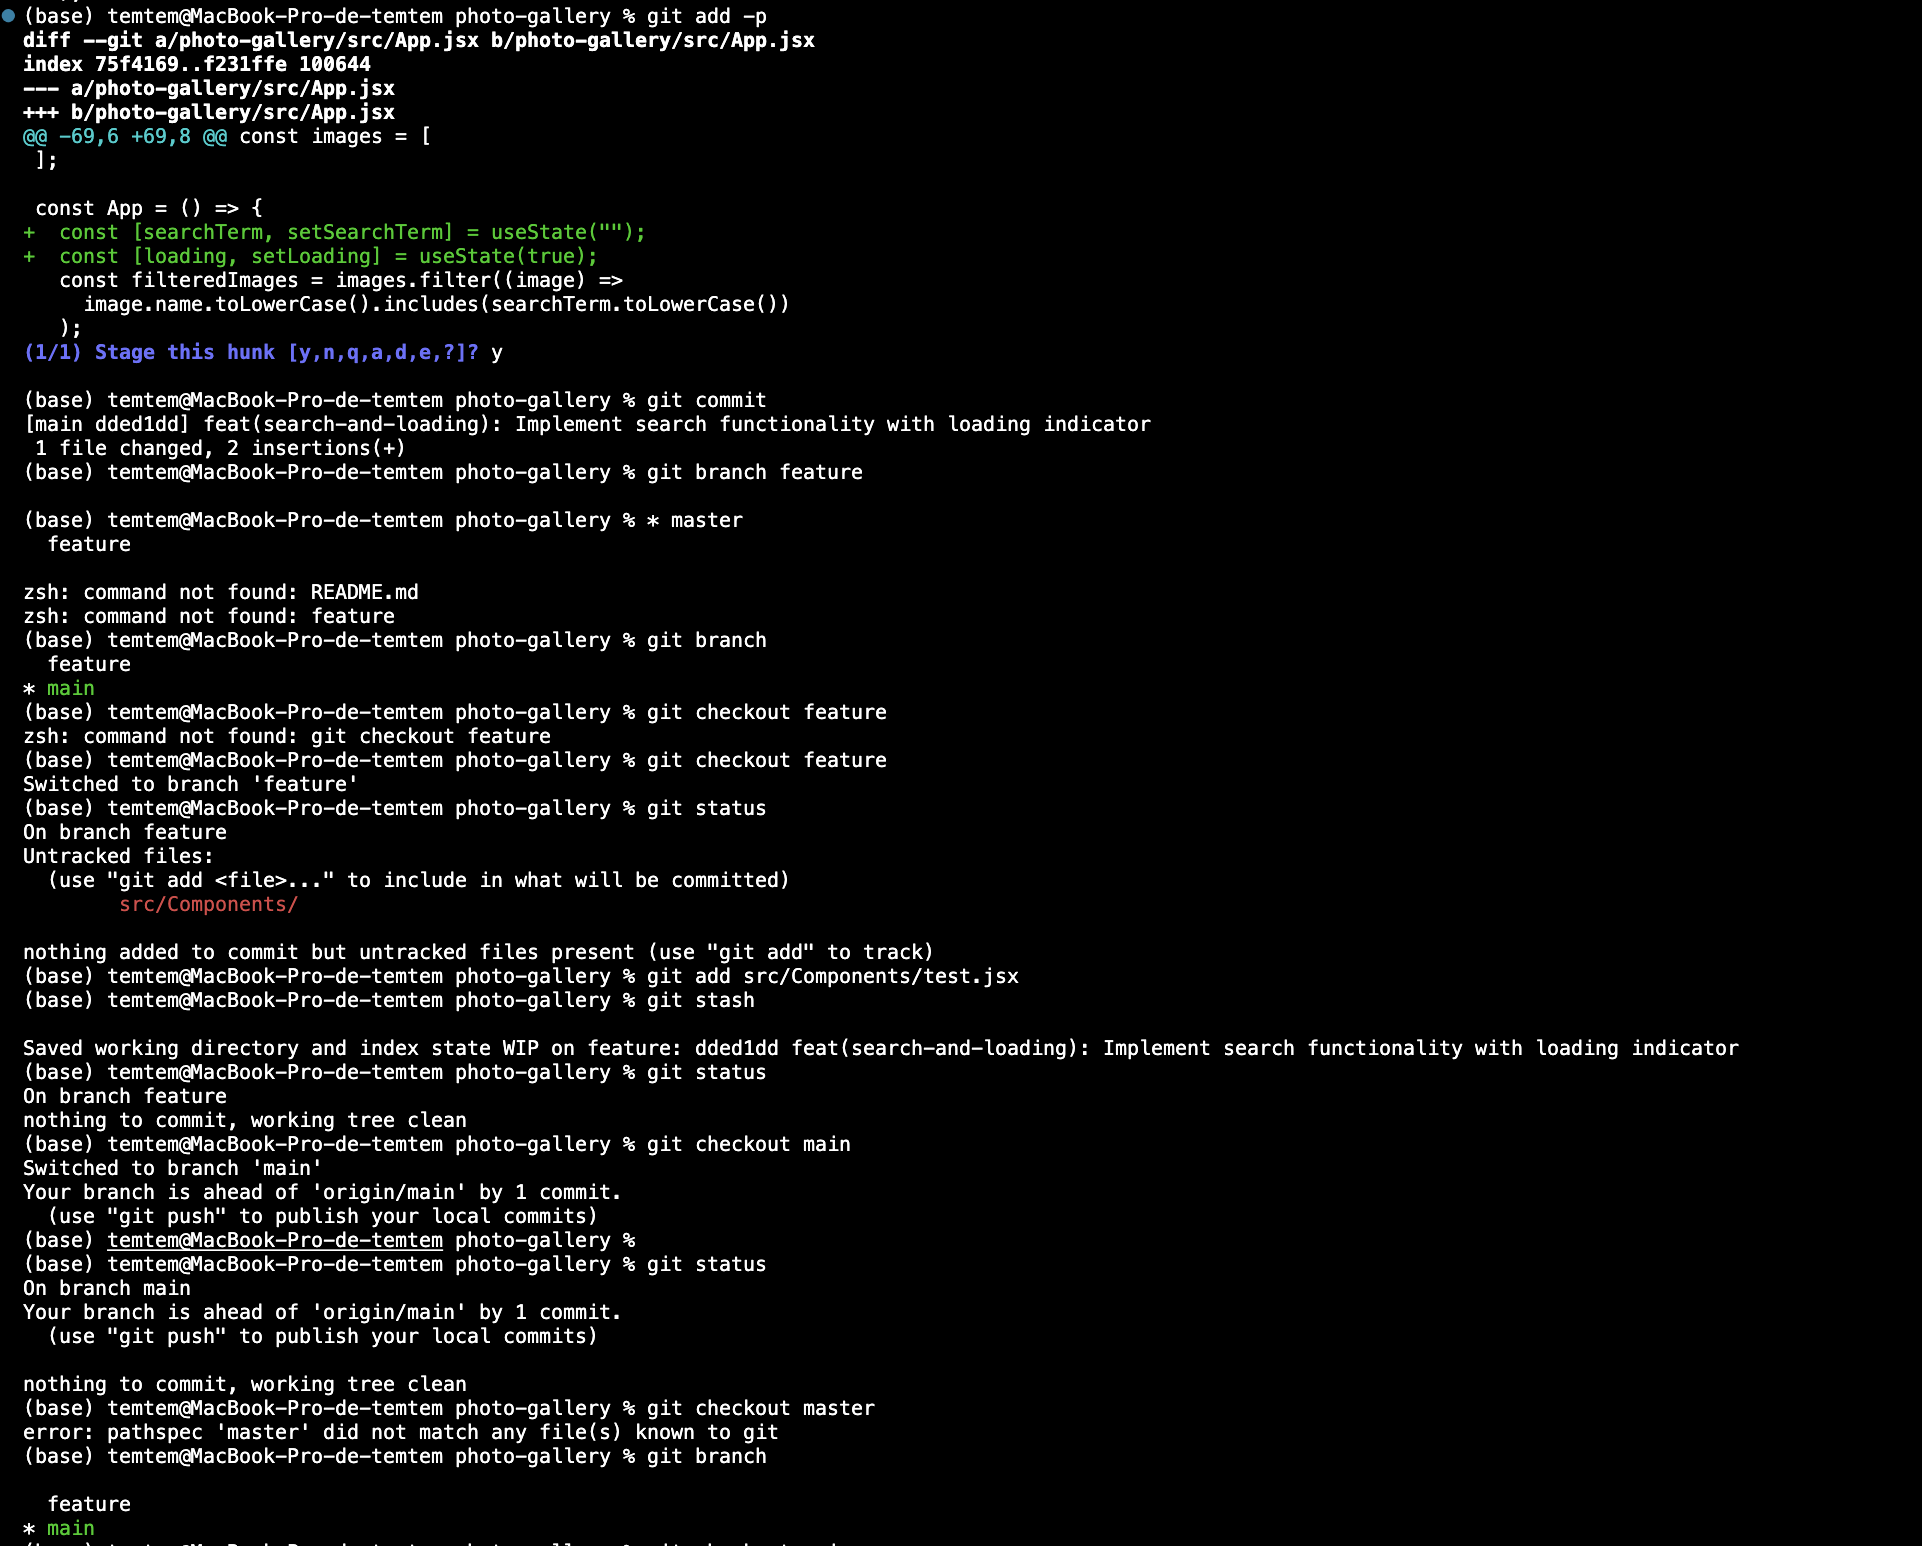 (base) temtem@MacBook-Pro-de-temtem photo-gallery % git add -p
diff --git a/photo-gallery/src/App.jsx b/photo-gallery/src/App.jsx
index 75f4169..f231ffe 100644
--- a/photo-gallery/src/App.jsx
+++ b/photo-gallery/src/App.jsx
@@ -69,6 +69,8 @@ const images = [
 ];
 const App = () => {
+  const [searchTerm, setSearchTerm] = useState("");
+  const [loading, setLoading] = useState(true);
   const filteredImages = images.filter((image) =>
     image.name.toLowerCase().includes(searchTerm.toLowerCase())
   );
(1/1) Stage this hunk [y,n,q,a,d,e,?]? y
(base) temtem@MacBook-Pro-de-temtem photo-gallery % git commit
[main dded1dd] feat(search-and-loading): Implement search functionality with loading indicator
 1 file changed, 2 insertions(+)
(base) temtem@MacBook-Pro-de-temtem photo-gallery % git branch feature
(base) temtem@MacBook-Pro-de-temtem photo-gallery % * master
  feature
zsh: command not found: README.md
zsh: command not found: feature
(base) temtem@MacBook-Pro-de-temtem photo-gallery % git branch
  feature
* main
(base) temtem@MacBook-Pro-de-temtem photo-gallery % git checkout feature
zsh: command not found: git checkout feature
(base) temtem@MacBook-Pro-de-temtem photo-gallery % git checkout feature
Switched to branch 'feature'
(base) temtem@MacBook-Pro-de-temtem photo-gallery % git status
On branch feature
Untracked files:
  (use "git add <file>..." to include in what will be committed)
        src/Components/
nothing added to commit but untracked files present (use "git add" to track)
(base) temtem@MacBook-Pro-de-temtem photo-gallery % git add src/Components/test.jsx
(base) temtem@MacBook-Pro-de-temtem photo-gallery % git stash
Saved working directory and index state WIP on feature: dded1dd feat(search-and-loading): Implement search functionality with loading indicator
(base) temtem@MacBook-Pro-de-temtem photo-gallery % git status
On branch feature
nothing to commit, working tree clean
(base) temtem@MacBook-Pro-de-temtem photo-gallery % git checkout main
Switched to branch 'main'
Your branch is ahead of 'origin/main' by 1 commit.
  (use "git push" to publish your local commits)
(base) temtem@MacBook-Pro-de-temtem photo-gallery %
(base) temtem@MacBook-Pro-de-temtem photo-gallery % git status
On branch main
Your branch is ahead of 'origin/main' by 1 commit.
  (use "git push" to publish your local commits)
nothing to commit, working tree clean
(base) temtem@MacBook-Pro-de-temtem photo-gallery % git checkout master
error: pathspec 'master' did not match any file(s) known to git
(base) temtem@MacBook-Pro-de-temtem photo-gallery % git branch
  feature
* main